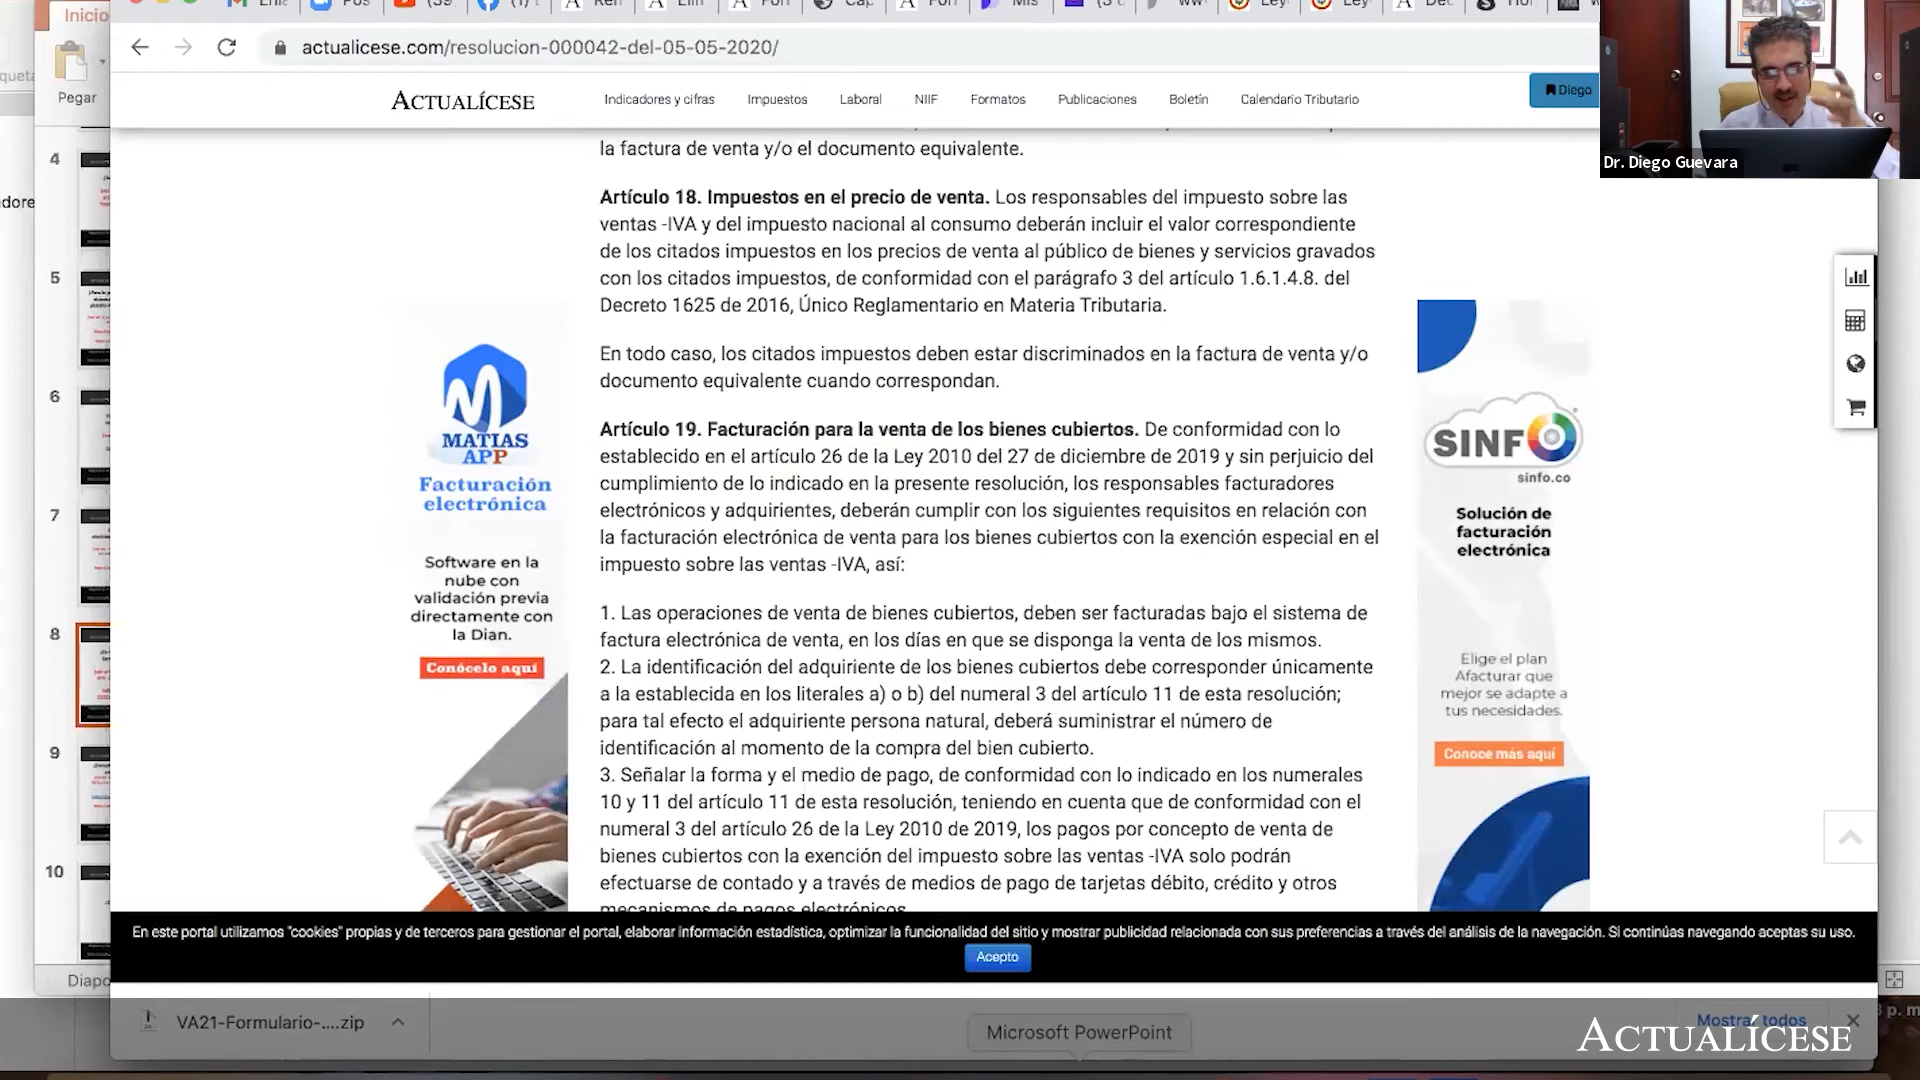 Inicio
actualicese.com/resolucion-000042-del-05-05-2020/
Pegar
ACTUALÍCESE
Indicadores y cifras Impuestos Laboral NIIF Formatos Publicaciones Boletín Calendario Tributario
Diego
Dr. Diego Guevara
la factura de venta y/o el documento equivalente.
Artículo 18. Impuestos en el precio de venta. Los responsables del impuesto sobre las
ventas -IVA y del impuesto nacional al consumo deberán incluir el valor correspondiente
de los citados impuestos en los precios de venta al público de bienes y servicios gravados
con los citados impuestos, de conformidad con el parágrafo 3 del artículo 1.6.1.4.8. del
Decreto 1625 de 2016, Único Reglamentario en Materia Tributaria.
En todo caso, los citados impuestos deben estar discriminados en la factura de venta y/o
documento equivalente cuando correspondan.
Artículo 19. Facturación para la venta de los bienes cubiertos. De conformidad con lo
establecido en el artículo 26 de la Ley 2010 del 27 de diciembre de 2019 y sin perjuicio del
cumplimiento de lo indicado en la presente resolución, los responsables facturadores
electrónicos y adquirientes, deberán cumplir con los siguientes requisitos en relación con
la facturación electrónica de venta para los bienes cubiertos con la exención especial en el
impuesto sobre las ventas -IVA, así:
1. Las operaciones de venta de bienes cubiertos, deben ser facturadas bajo el sistema de
factura electrónica de venta, en los días en que se disponga la venta de los mismos.
2. La identificación del adquiriente de los bienes cubiertos debe corresponder únicamente
a la establecida en los literales a) o b) del numeral 3 del artículo 11 de esta resolución;
para tal efecto el adquiriente persona natural, deberá suministrar el número de
identificación al momento de la compra del bien cubierto.
3. Señalar la forma y el medio de pago, de conformidad con lo indicado en los numerales
10 y 11 del artículo 11 de esta resolución, teniendo en cuenta que de conformidad con el
numeral 3 del artículo 26 de la Ley 2010 de 2019, los pagos por concepto de venta de
bienes cubiertos con la exención del impuesto sobre las ventas -IVA solo podrán
efectuarse de contado y a través de medios de pago de tarjetas débito, crédito y otros
mecanismos de pagos electrónicos
MATIAS
APP
Facturación
electrónica
Software en la
nube con
validación previa
directamente con
la Dian.
Conócelo aquí
SINFO
sinfo.co
Solución de
facturación
electrónica
Elige el plan
Afacturar que
mejor se adapte a
tus necesidades.
Conoce más aquí
4
5
6
7
8
9
10
En este portal utilizamos "cookies" propias y de terceros para gestionar el portal, elaborar información estadística, optimizar la funcionalidad del sitio y mostrar publicidad relacionada con sus preferencias a través del análisis de la navegación. Si continúas navegando aceptas su uso.
Acepto
Diapo
VA21-Formulario-....zip
Microsoft PowerPoint
Mostrar todos
ACTUALÍCESE